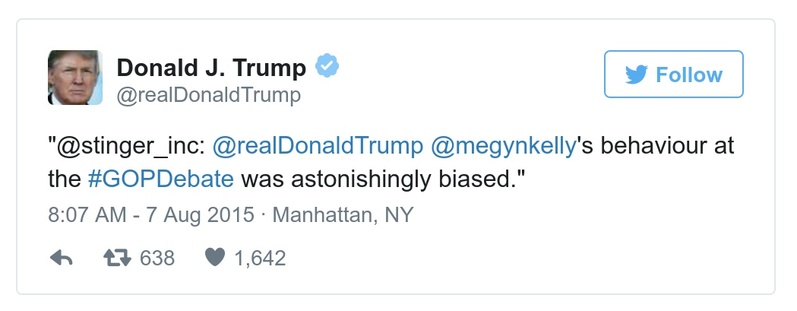 Donald J. Trump
@realDonaldTrump
Follow
"@stinger_inc: @realDonaldTrump @megynkelly's behaviour at
the #GOPDebate was astonishingly biased."
8:07 AM - 7 Aug 2015 · Manhattan, NY
638 1,642